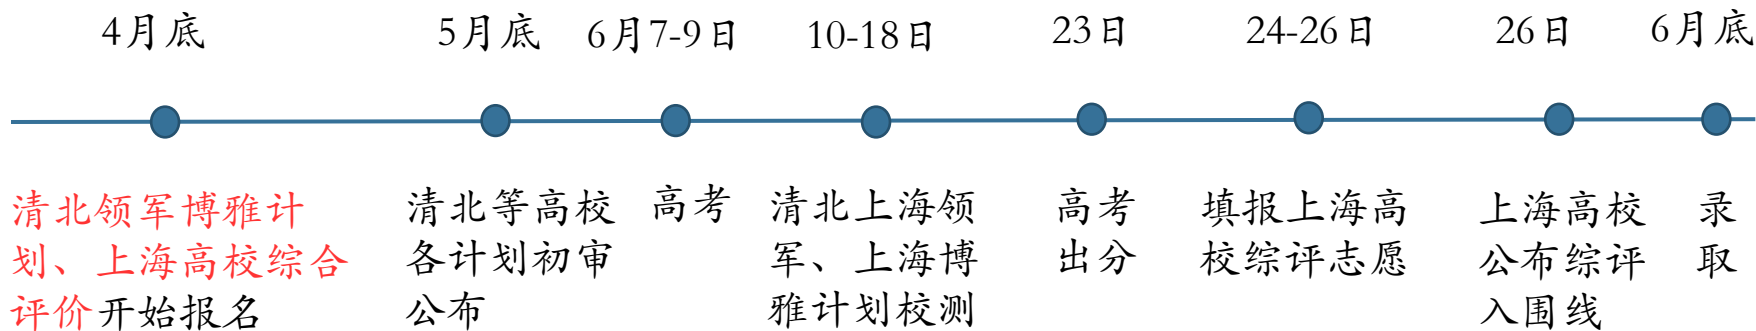 4月底
5月底
6月7-9日
10-18日
23日
24-26日
26日
6月底
清北领军博雅计
划、上海高校综合
评价开始报名
清北等高校
各计划初审
公布
高考
清北上海领
军、上海博
雅计划校测
高考
出分
填报上海高
校综评志愿
上海高校
公布综评
入围线
录
取